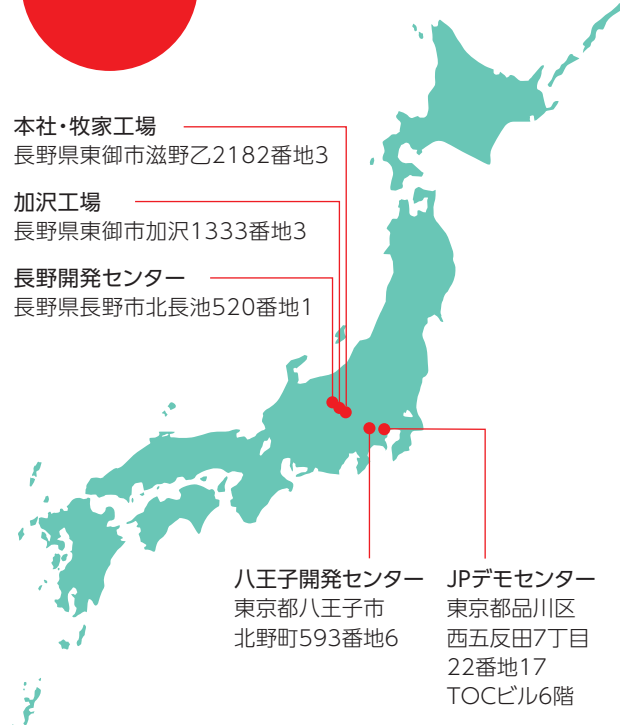 本社・牧家工場
長野県東御市滋野乙2182番地3
加沢工場
長野県東御市加沢1333番地3
長野開発センター
長野県長野市北長池520番地1
八王子開発センター
東京都八王子市
北野町593番地6
JPデモセンター
東京都品川区
西五反田7丁目
22番地17
TOCビル6階